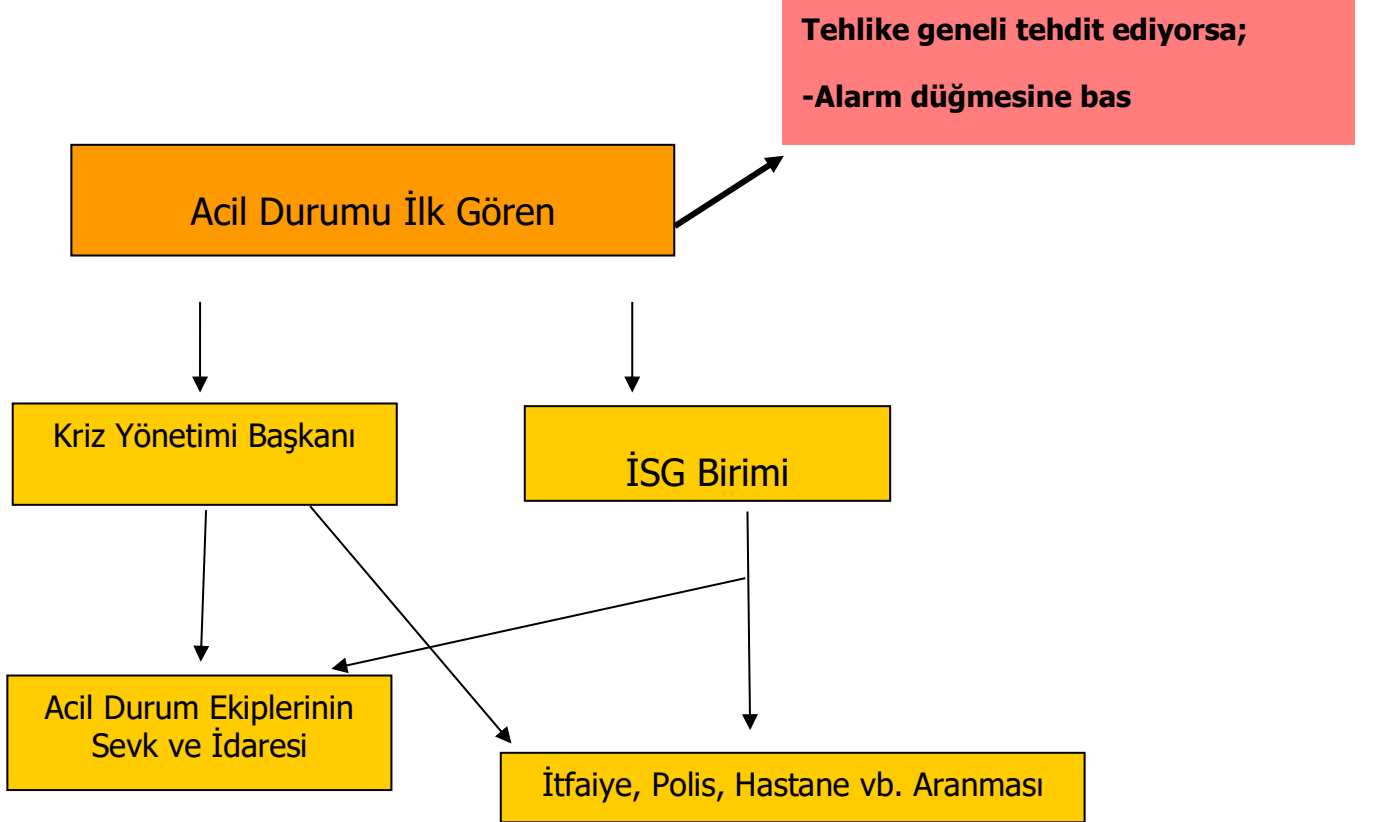 Tehlike geneli tehdit ediyorsa;
-Alarm düğmesine bas
Acil Durumu İlk Gören
Kriz Yönetimi Başkanı
İSG Birimi
Acil Durum Ekiplerinin
Sevk ve İdaresi
İtfaiye, Polis, Hastane vb. Aranması